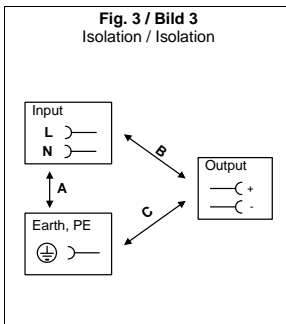 Fig. 3 / Bild 3
Isolation / Isolation
Input
L
N
B
Output
+
-
A
Earth, PE
C